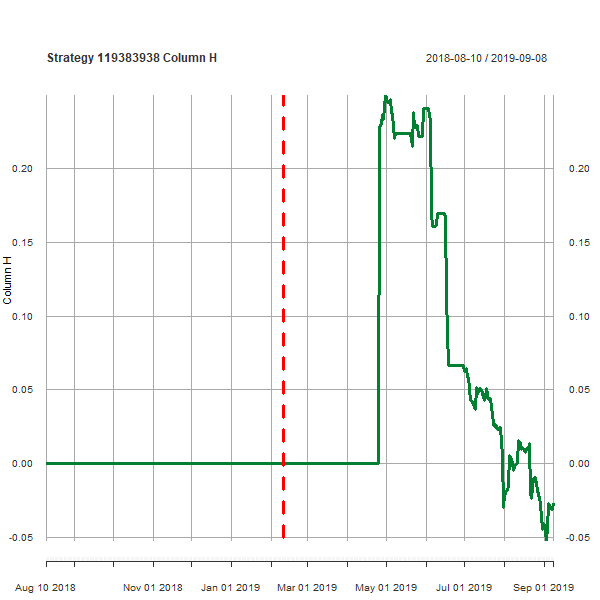 Strategy 119383938 Column H
2018-08-10 / 2019-09-08
0.20
0.20
0.15
0.15
0.10
0.10
Column H
0.05
0.05
0.00
0.00
-0.05
-0.05
Aug 10 2018
Nov 01 2018
Jan 01 2019
Mar 01 2019
May 01 2019
Jul 01 2019
Sep 01 2019